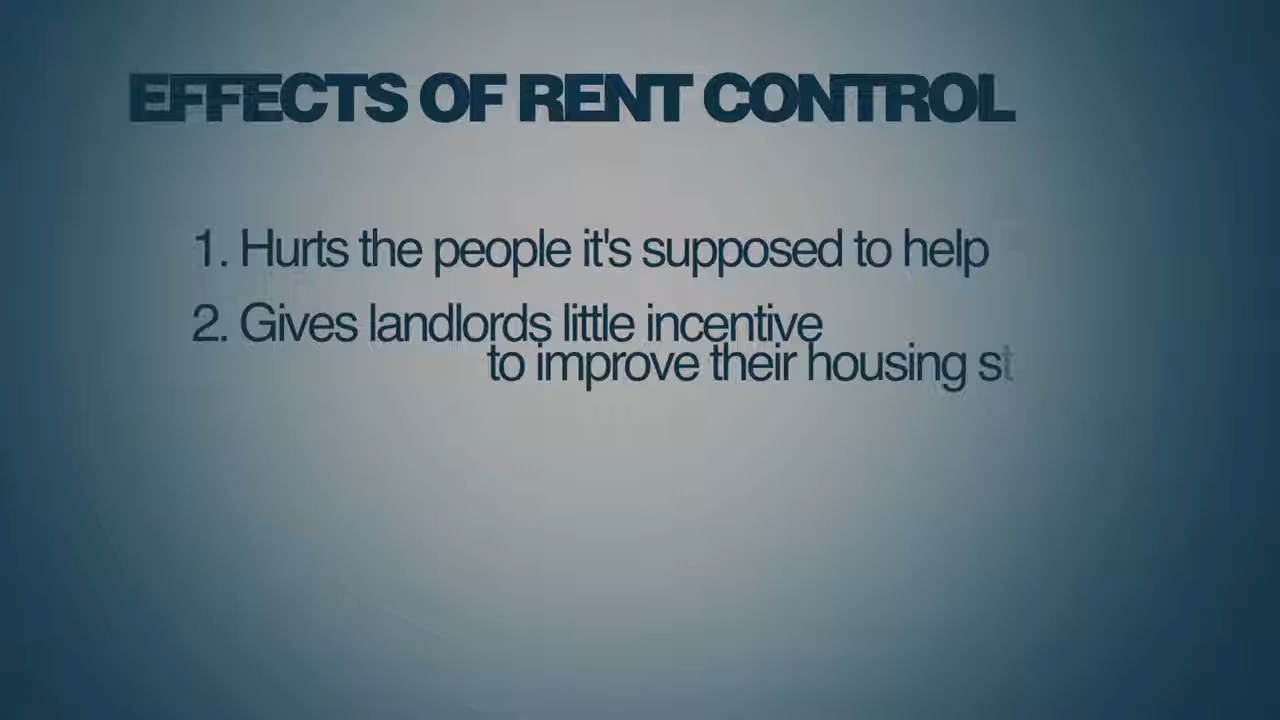 EFFECTS OF RENT CONTROL
1. Hurts the people it's supposed to help
2. Gives landlords little incentive
to improve their housing st